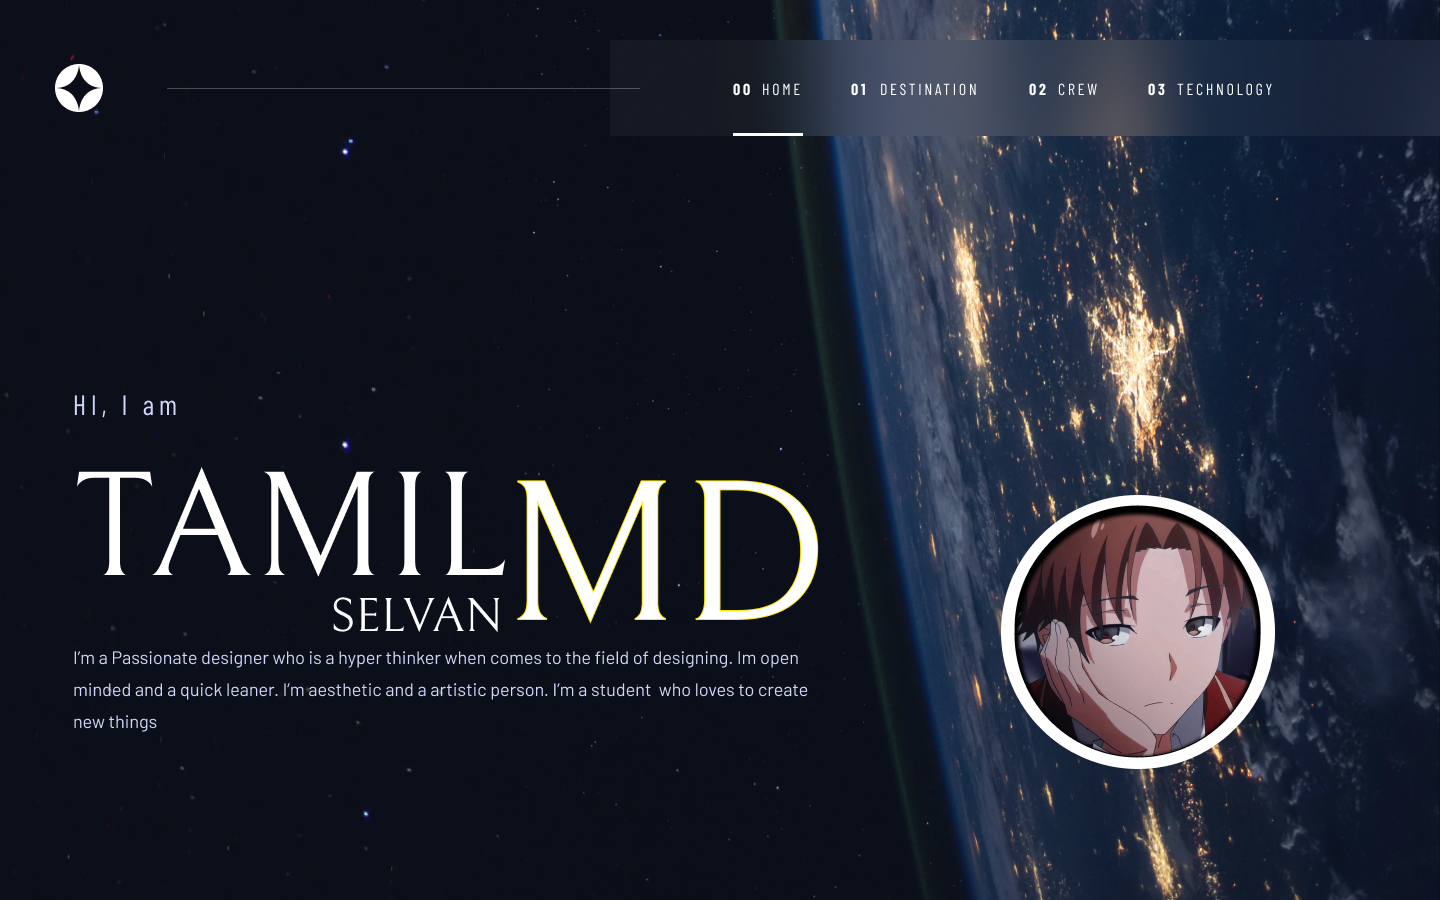 00 HOME 01 DESTINATION 02 CREW 03 TECHNOLOGY
HI, I am
TAMIL MD
SELVAN
I'm a Passionate designer who is a hyper thinker when comes to the field of designing. Im open
minded and a quick leaner. I'm aesthetic and a artistic person. I'm a student who loves to create
new things